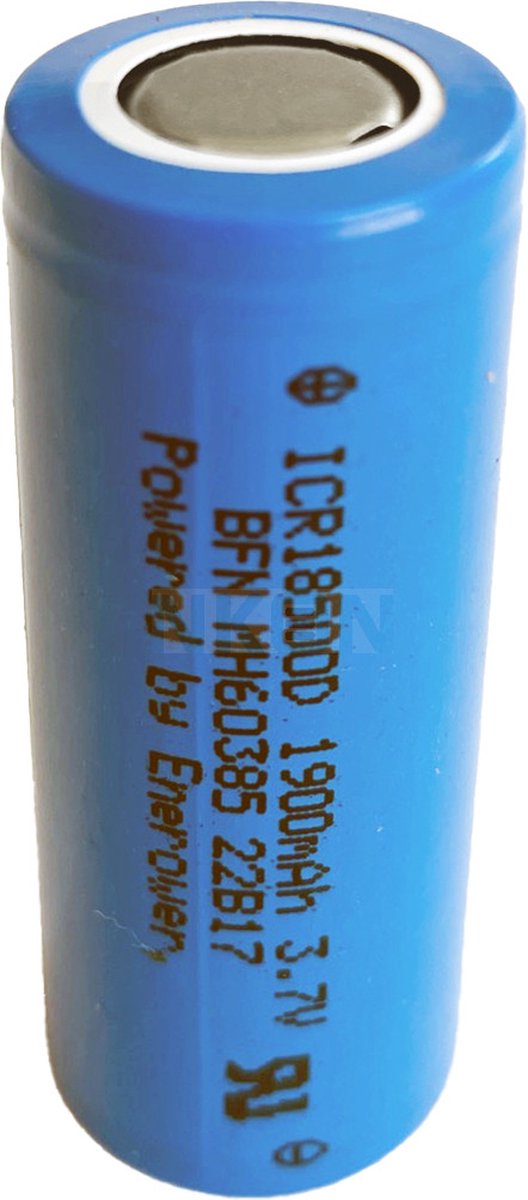 ⊕ ICR18500D 1900mAh 3.7V ⊖
BFN MH60385 22B17
Powered by Enerpower